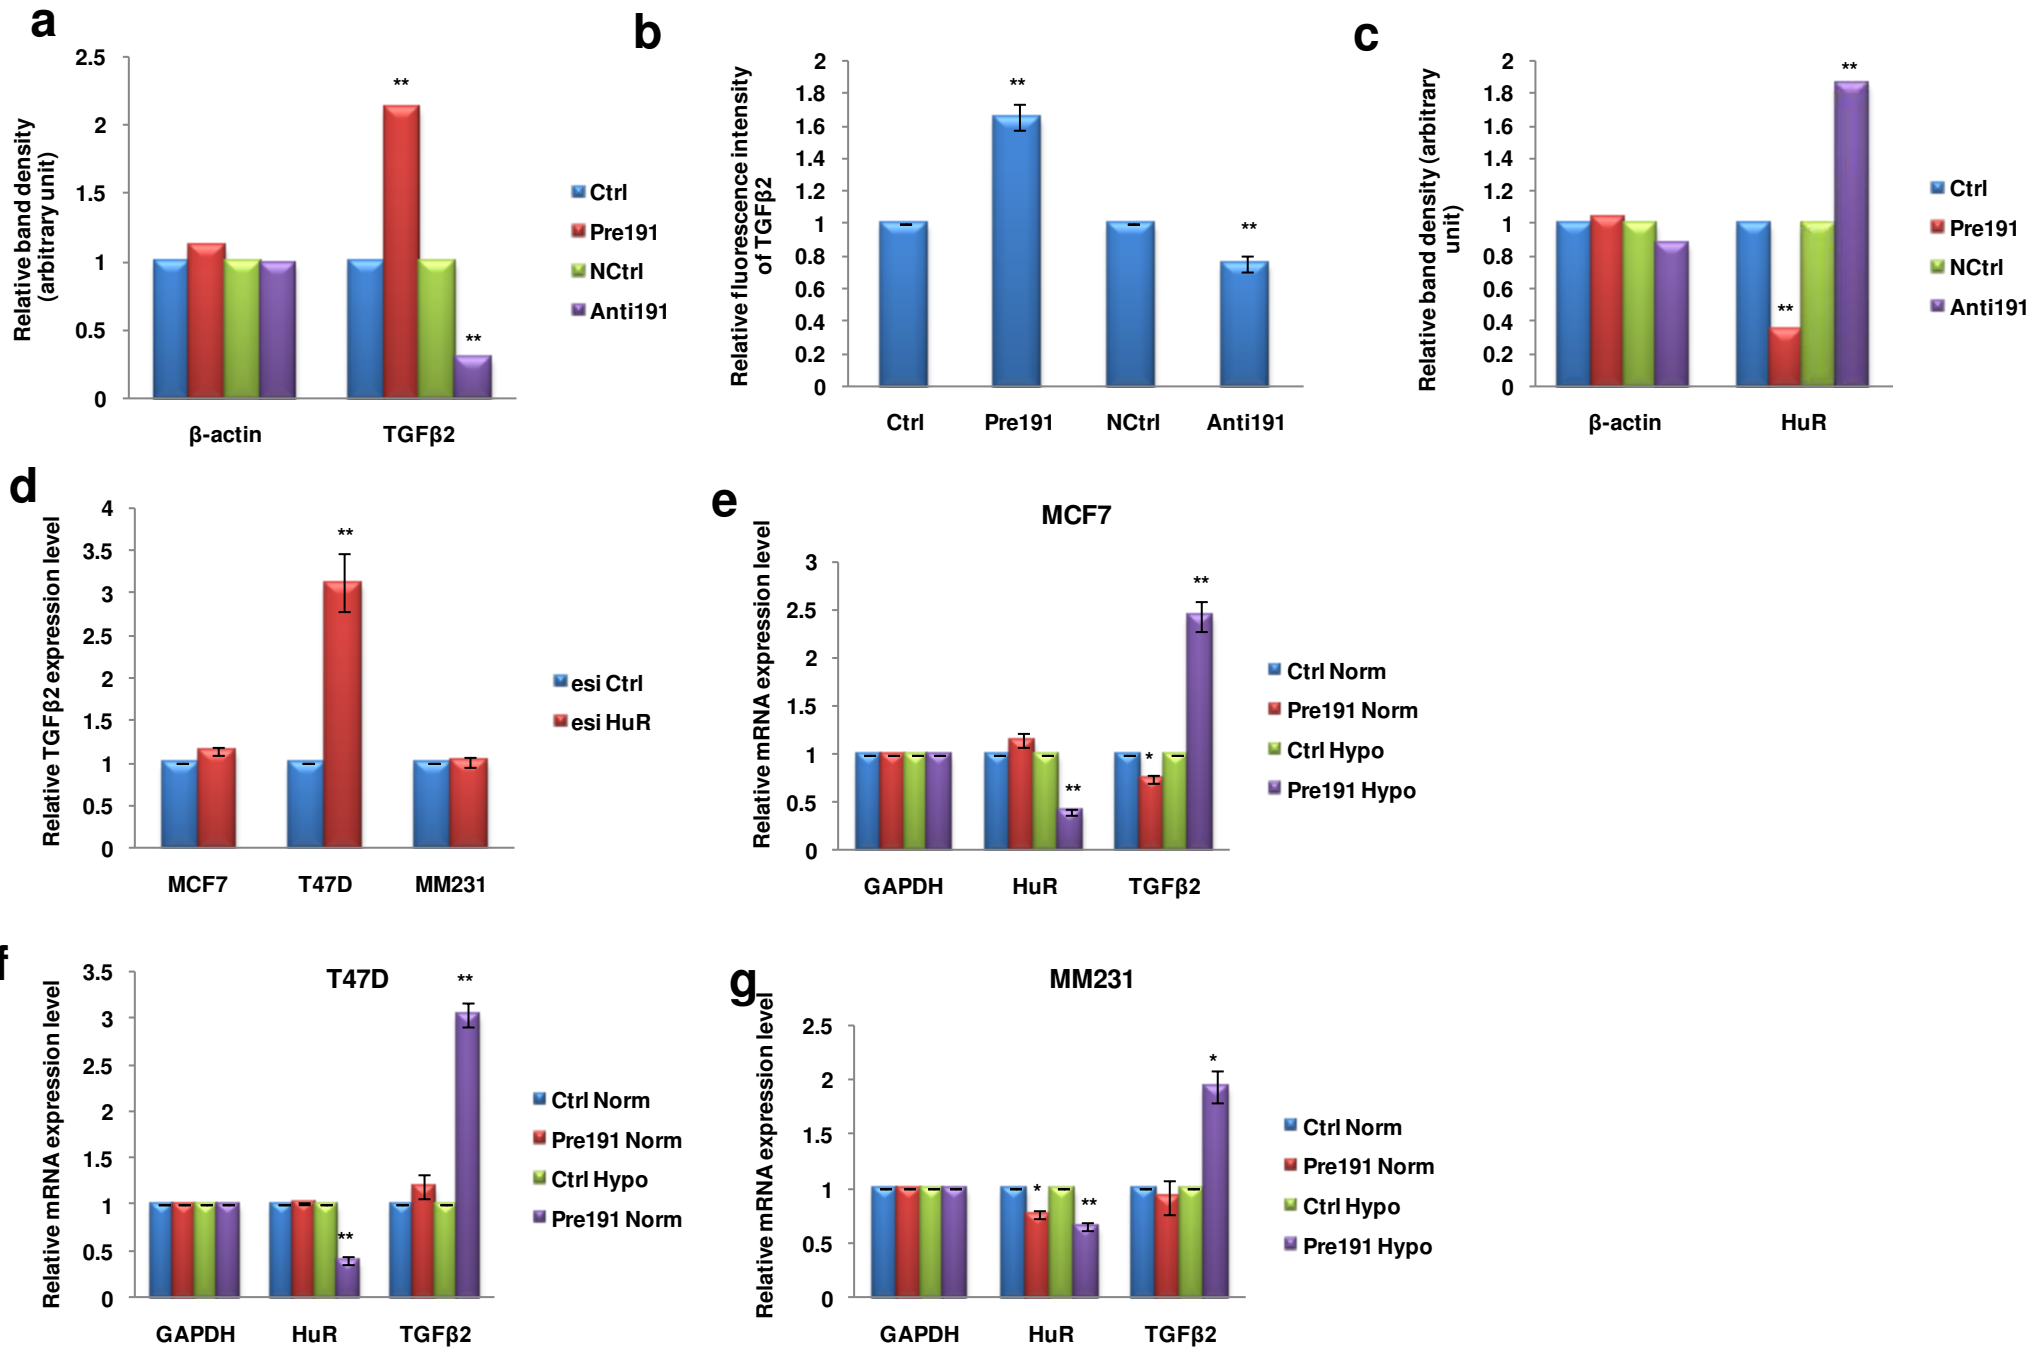 a
2.5
2
1.5
1
0.5
0
Relative band density
(arbitrary unit)
**
**
β-actin
TGFβ2
Ctrl
Pre191
NCtrl
Anti191
b
2
1.8
1.6
1.4
1.2
1
0.8
0.6
0.4
0.2
0
Relative fluorescence intensity
of TGFβ2
**
**
Ctrl
Pre191
NCtrl
Anti191
c
2
1.8
1.6
1.4
1.2
1
0.8
0.6
0.4
0.2
0
Relative band density (arbitrary
unit)
**
**
β-actin
HuR
Ctrl
Pre191
NCtrl
Anti191
d
4
3.5
3
2.5
2
1.5
1
0.5
0
Relative TGFβ2 expression level
**
MCF7
T47D
MM231
esi Ctrl
esi HuR
e
MCF7
3
2.5
2
1.5
1
0.5
0
Relative mRNA expression level
**
*
**
GAPDH
HuR
TGFβ2
Ctrl Norm
Pre191 Norm
Ctrl Hypo
Pre191 Hypo
f
T47D
3.5
3
2.5
2
1.5
1
0.5
0
Relative mRNA expression level
**
**
GAPDH
HuR
TGFβ2
Ctrl Norm
Pre191 Norm
Ctrl Hypo
Pre191 Norm
g
MM231
2.5
2
1.5
1
0.5
0
Relative mRNA expression level
*
**
*
GAPDH
HuR
TGFβ2
Ctrl Norm
Pre191 Norm
Ctrl Hypo
Pre191 Hypo